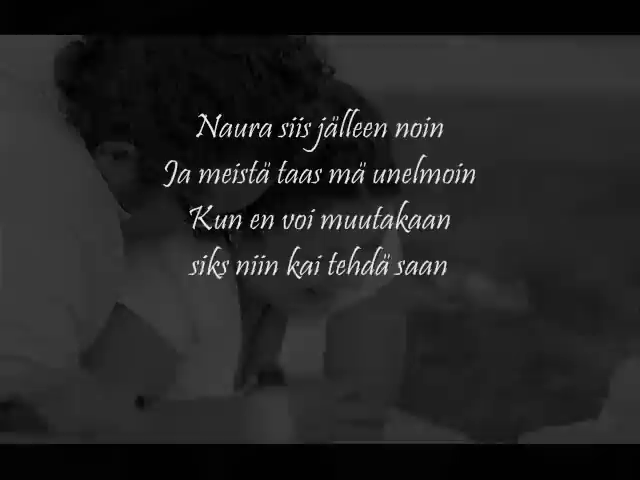 Naura siis jälleen noin
Ja meistä taas mä unelmoin
Kun en voi muutakaan
siks niin kai tehdä saan